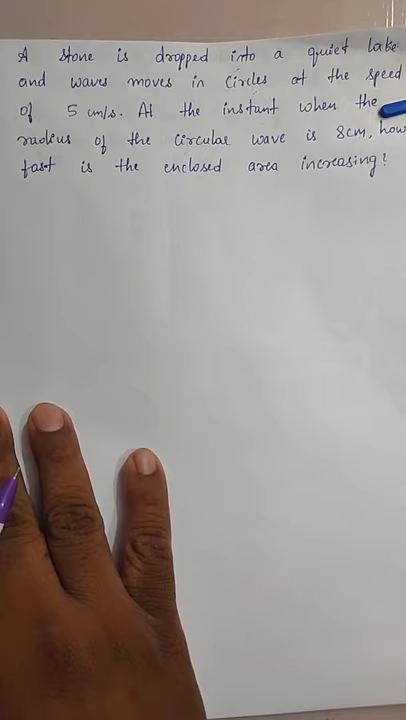 A stone is dropped into a quiet lake
and waves moves in circles at the speed
of 5 cm/s. At the instant when the
radius of the circular wave is 8cm, how
fast is the enclosed area increasing?